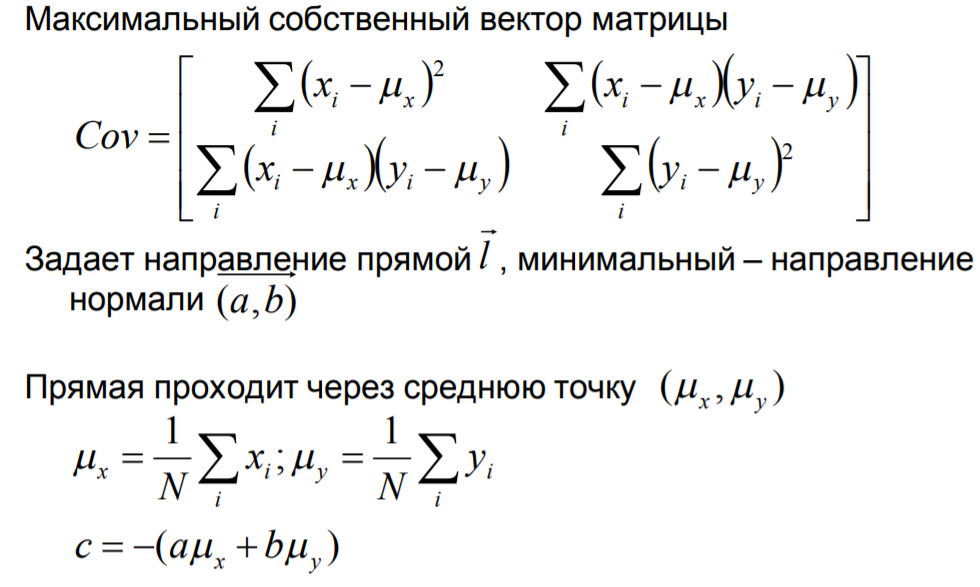 Максимальный собственный вектор матрицы
$Cov = \begin{bmatrix} \sum_i (x_i - \mu_x)^2 & \sum_i (x_i - \mu_x)(y_i - \mu_y) \\ \sum_i (x_i - \mu_x)(y_i - \mu_y) & \sum_i (y_i - \mu_y)^2 \end{bmatrix}$
Задает направление прямой $\vec{l}$ , минимальный – направление
нормали $\overrightarrow{(a,b)}$
Прямая проходит через среднюю точку $(\mu_x, \mu_y)$
$\mu_x = \frac{1}{N} \sum_i x_i ; \mu_y = \frac{1}{N} \sum_i y_i$
$c = -(a\mu_x + b\mu_y)$